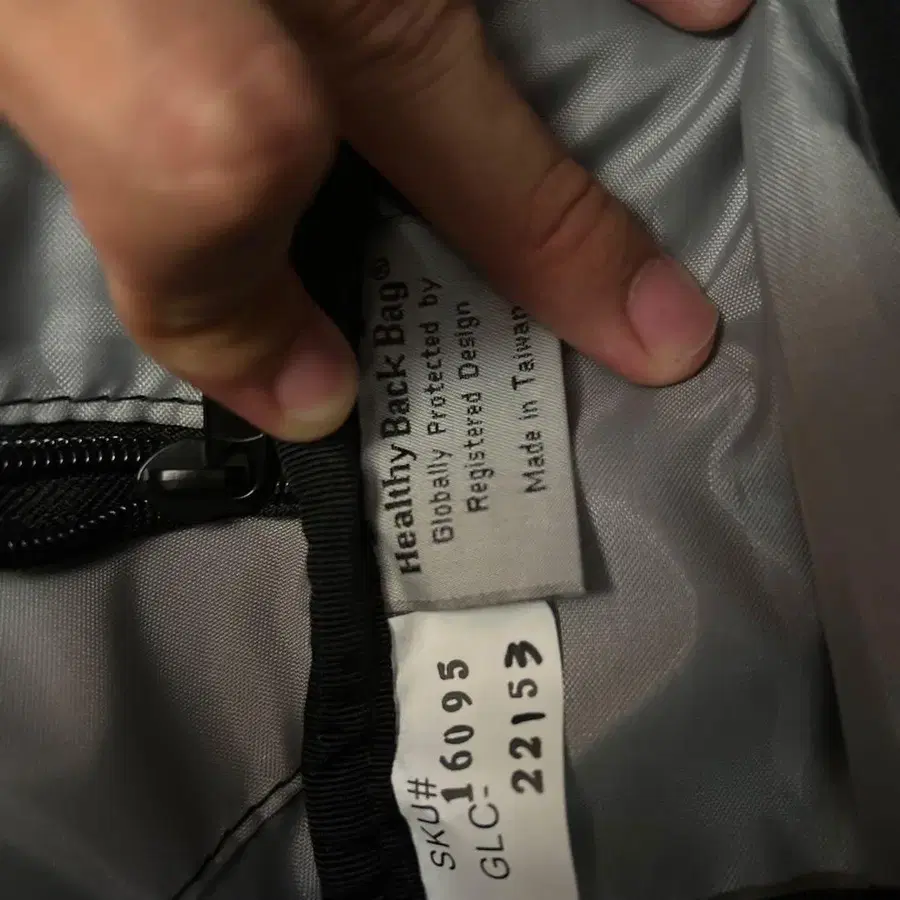 Healthy Back Bag®
Globally Protected by
Registered Design
Made in Taiwan
SKU# 16095
GLC- 22153